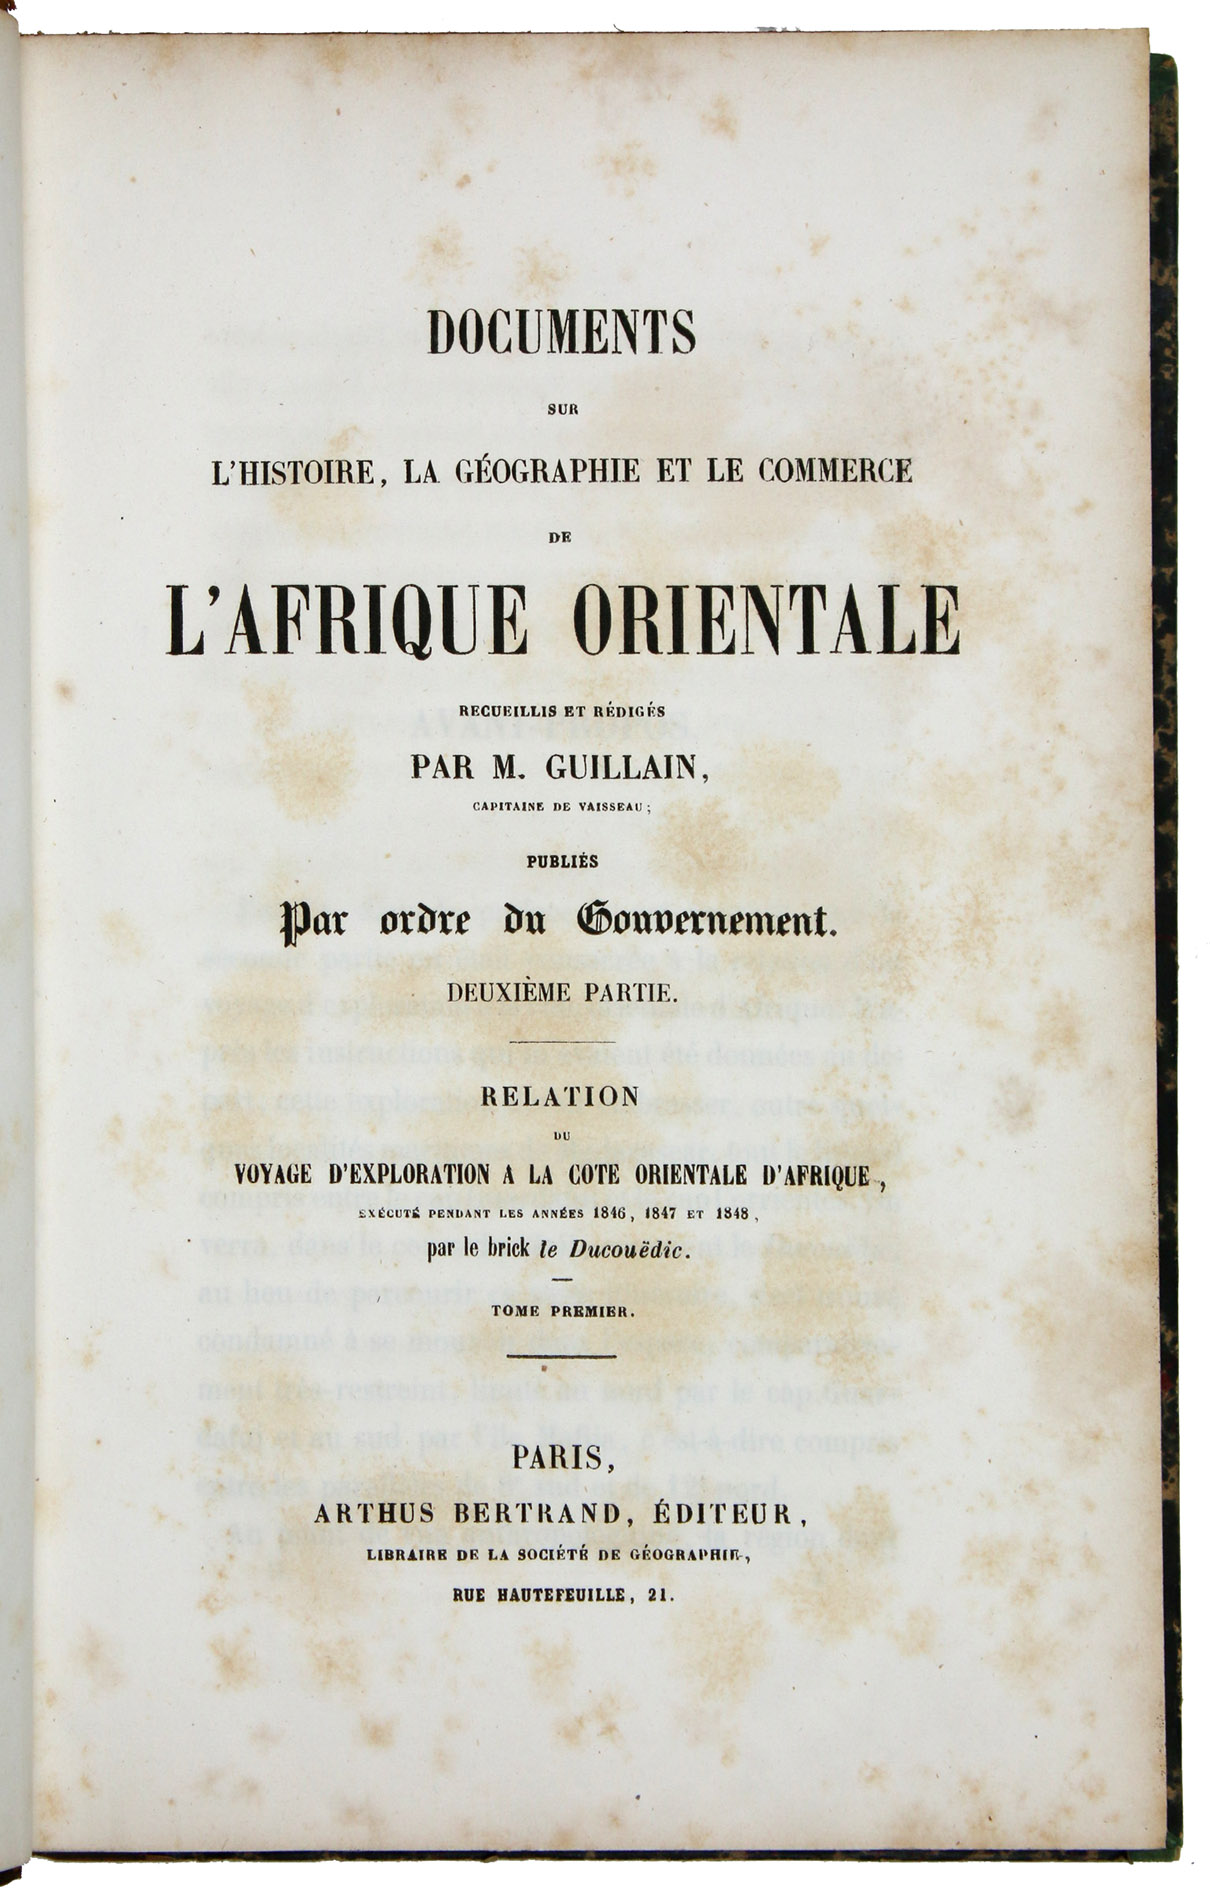 DOCUMENTS
SUR
L'HISTOIRE, LA GÉOGRAPHIE ET LE COMMERCE
DE
L'AFRIQUE ORIENTALE
RECUEILLIS ET RÉDIGÉS
PAR M. GUILLAIN,
CAPITAINE DE VAISSEAU;
PUBLIÉS
Par ordre du Gouvernement.
DEUXIÈME PARTIE.
RELATION
DU
VOYAGE D'EXPLORATION A LA COTE ORIENTALE D'AFRIQUE,
EXÉCUTÉ PENDANT LES ANNÉES 1846, 1847 ET 1848,
par le brick le Ducouëdic.
TOME PREMIER.
PARIS,
ARTHUS BERTRAND, ÉDITEUR,
LIBRAIRE DE LA SOCIÉTÉ DE GÉOGRAPHIE,
RUE HAUTEFEUILLE, 21.